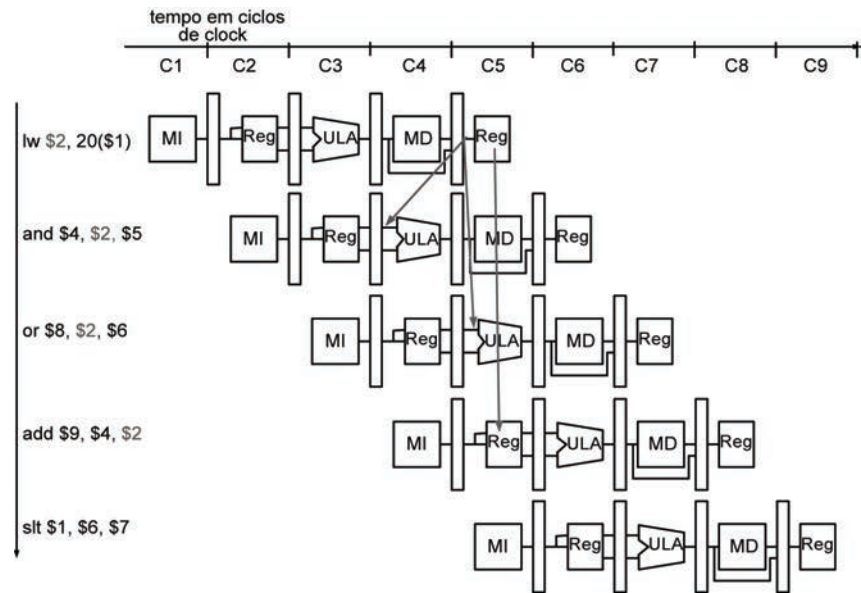 tempo em ciclos
de clock
C1 C2 C3 C4 C5 C6 C7 C8 C9
lw $2, 20($1) MI Reg ULA MD Reg
and $4, $2, $5 MI Reg ULA MD Reg
or $8, $2, $6 MI Reg ULA MD Reg
add $9, $4, $2 MI Reg ULA MD Reg
slt $1, $6, $7 MI Reg ULA MD Reg